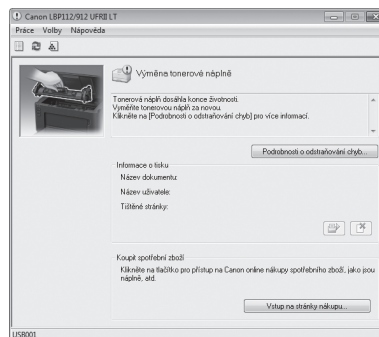 Canon LBP112/912 UFRII LT
Práce Volby Nápověda
Výměna tonerové náplně
Tonerová náplň dosáhla konce životnosti.
Vyměňte tonerovou náplň za novou.
Klikněte na [Podrobnosti o odstraňování chyb] pro více informací.
Podrobnosti o odstraňování chyb...
Informace o tisku
Název dokumentu:
Název uživatele:
Tištěné stránky:
Koupit spotřební zboží
Klikněte na tlačítko pro přístup na Canon online nákupy spotřebního zboží, jako jsou
náplně, atd.
Vstup na stránky nákupu...
USB001